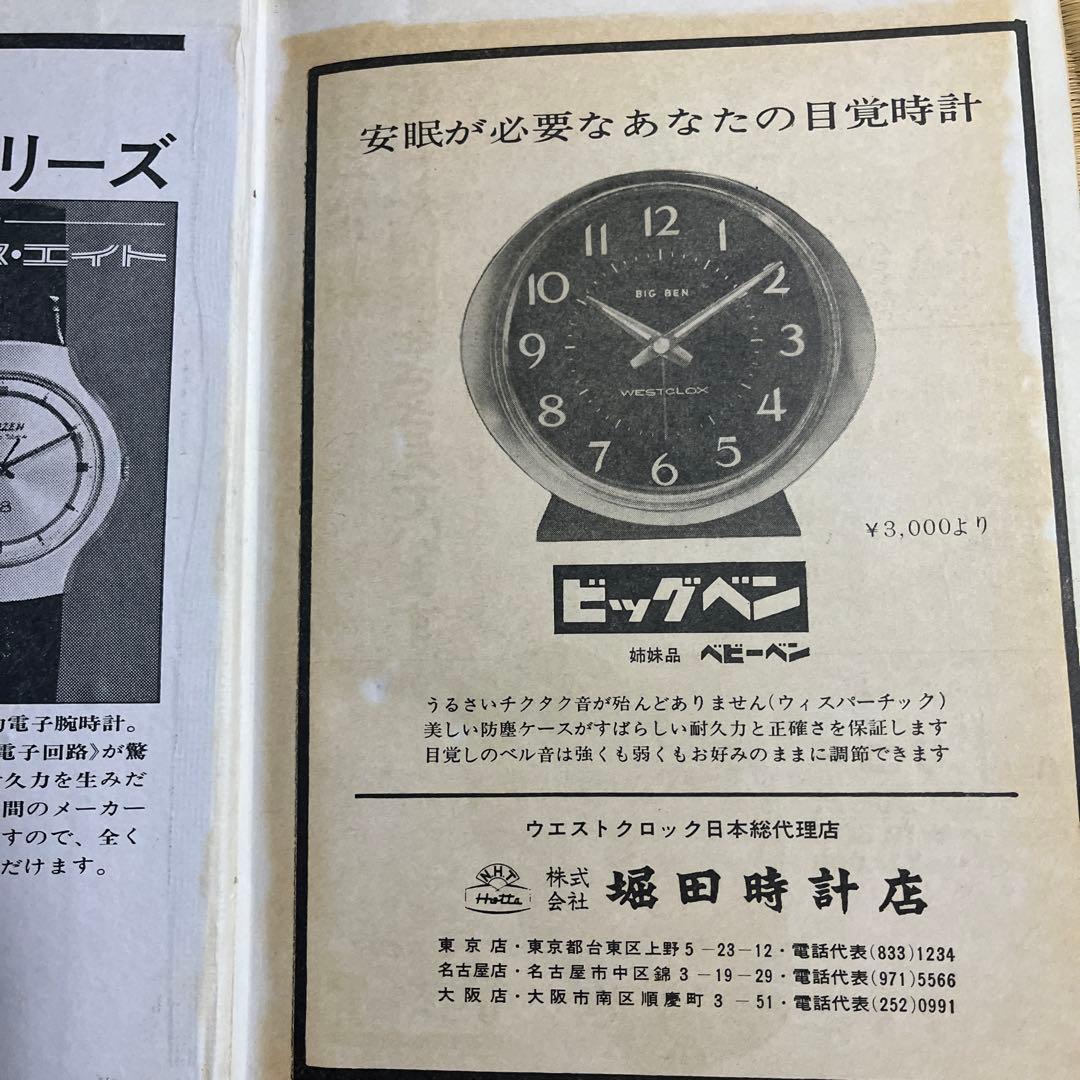 安眠が必要なあなたの目覚時計
12
1
2
3
4
5
6
7
8
9
10
11
BIG BEN
WESTCLOX
¥3,000より
ビッグベン
姉妹品 ベビーベン
うるさいチクタク音が殆んどありません(ウィスパーチック)
美しい防塵ケースがすばらしい耐久力と正確さを保証します
目覚しのベル音は強くも弱くもお好みのままに調節できます
ウエストクロック日本総代理店
NHT
Hotta
株式会社 堀田時計店
東京店・東京都台東区上野5-23-12・電話代表(833)1234
名古屋店・名古屋市中区錦3-19-29・電話代表(971)5566
大阪店・大阪市南区順慶町3-51・電話代表(252)0991
リーズ
・エイト
電子腕時計。
電子回路》が驚
久力を生みだ
間のメーカー
すので、全く
だけます。